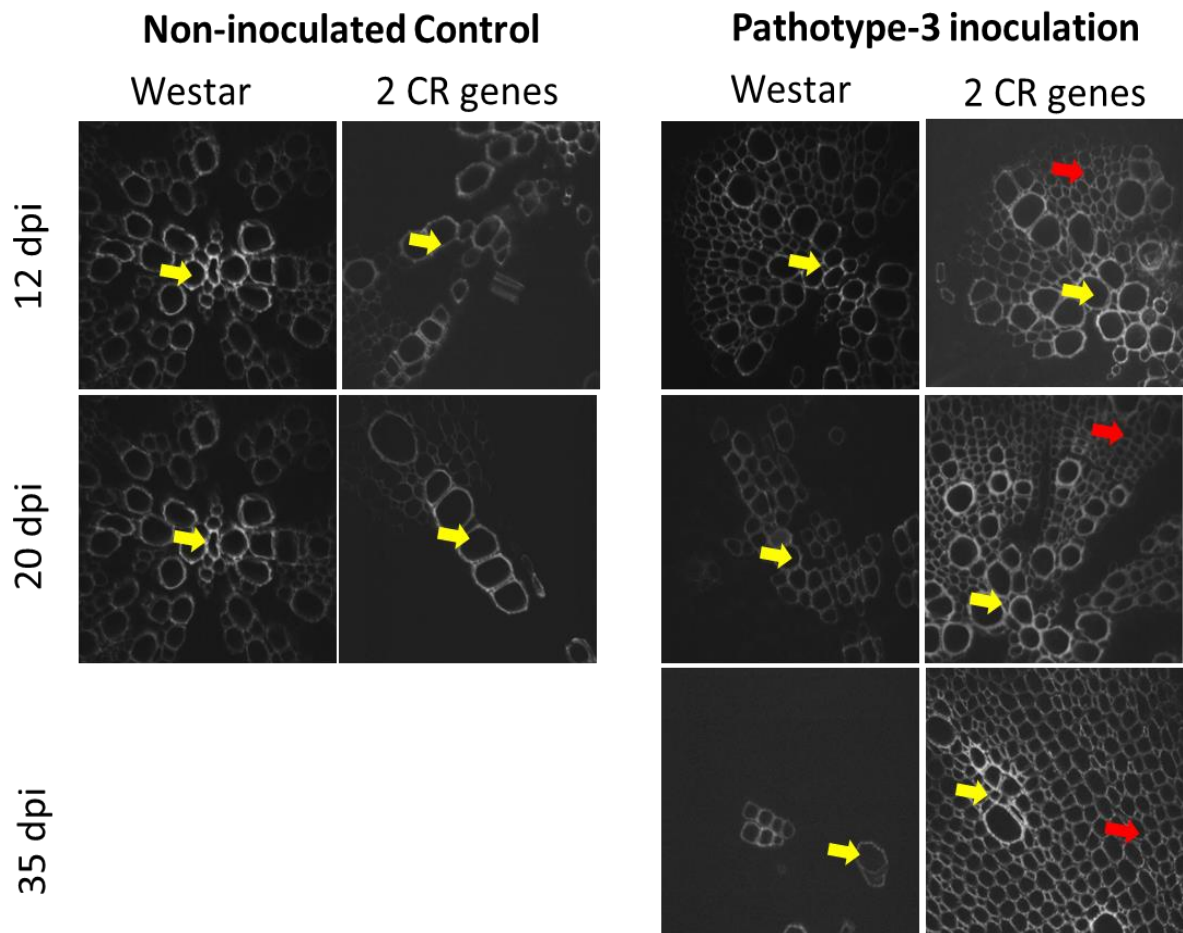 Non-inoculated Control
Pathotype-3 inoculation
Westar
2 CR genes
Westar
2 CR genes
12 dpi
20 dpi
35 dpi